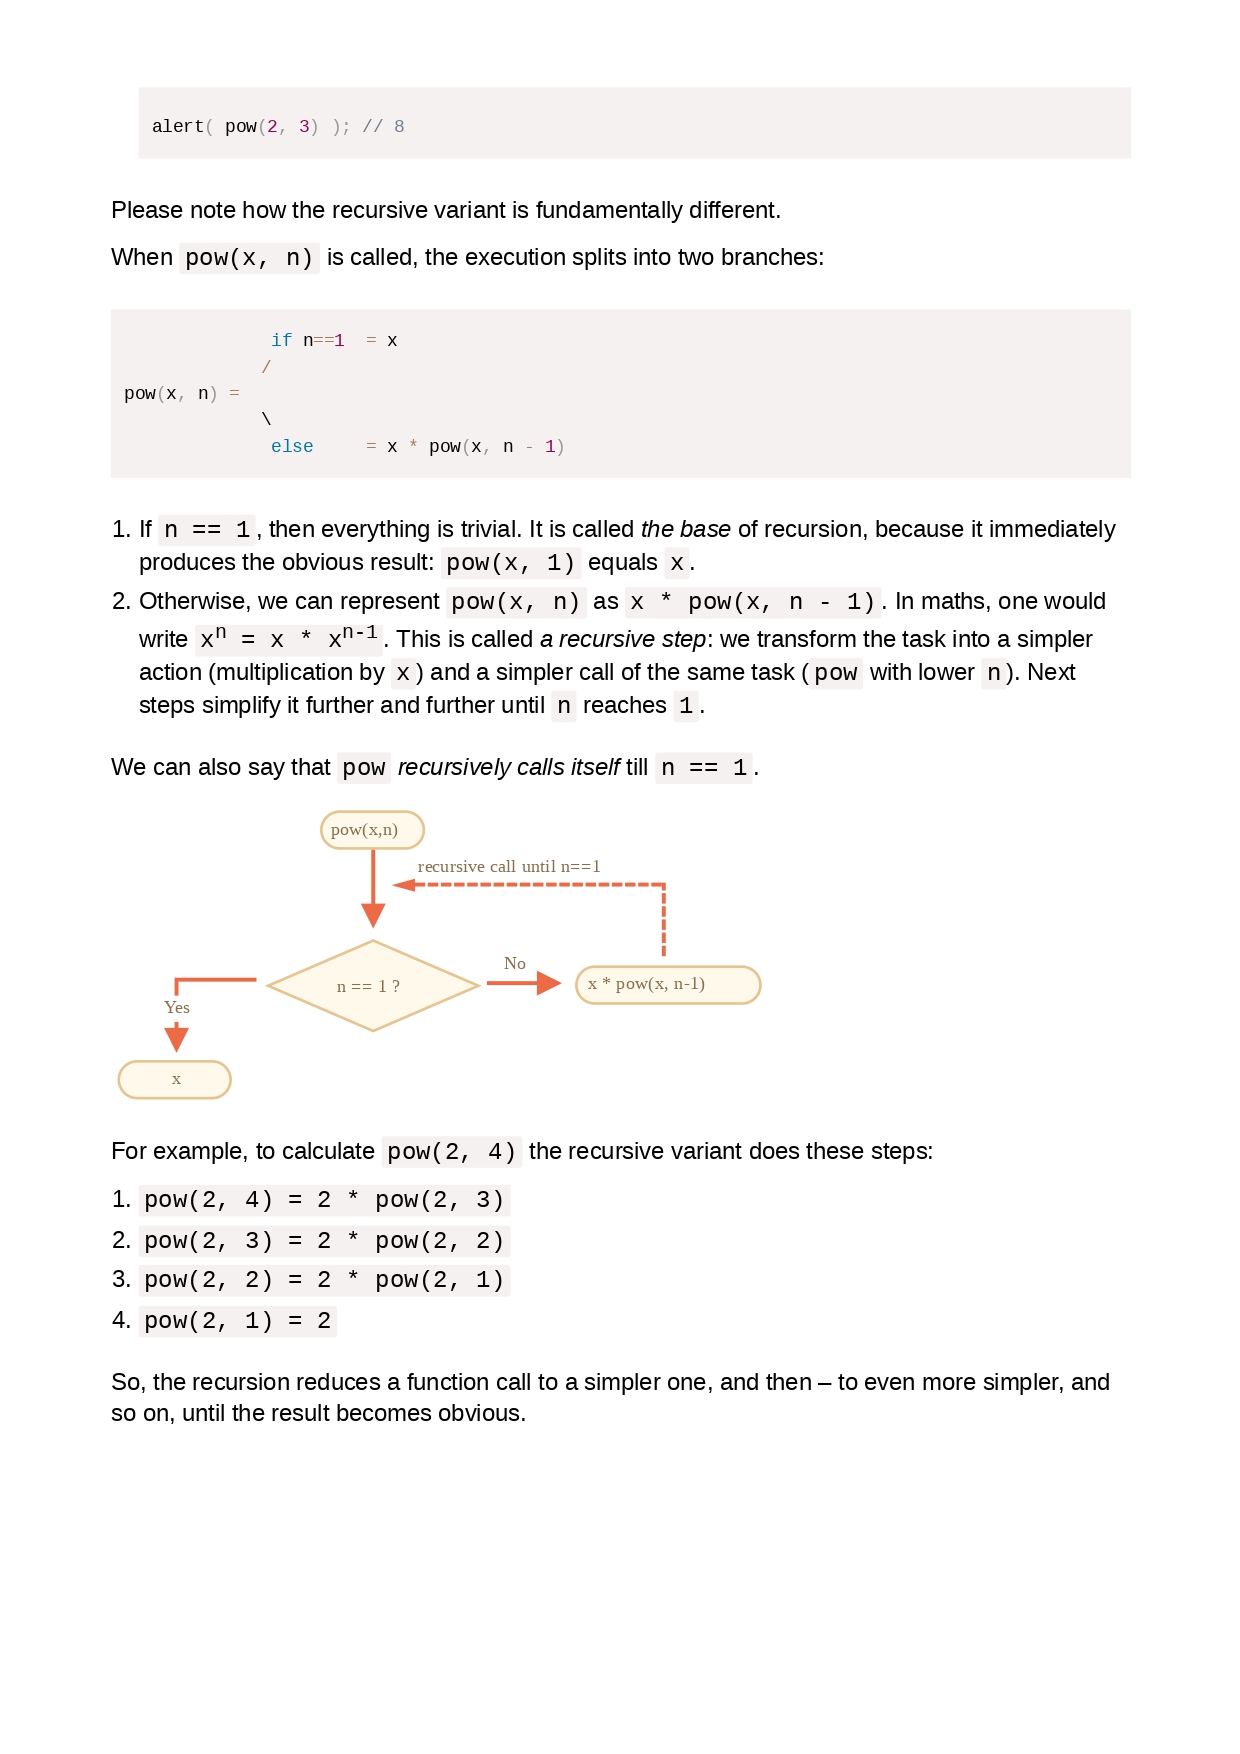 alert( pow(2, 3) ); // 8
Please note how the recursive variant is fundamentally different.
When pow(x, n) is called, the execution splits into two branches:
if n==1  = x
/
pow(x, n) =
\
else     = x * pow(x, n - 1)
1. If n == 1, then everything is trivial. It is called the base of recursion, because it immediately
produces the obvious result: pow(x, 1) equals x.
2. Otherwise, we can represent pow(x, n) as x * pow(x, n - 1). In maths, one would
write xⁿ = x * xⁿ⁻¹. This is called a recursive step: we transform the task into a simpler
action (multiplication by x) and a simpler call of the same task (pow with lower n). Next
steps simplify it further and further until n reaches 1.
We can also say that pow recursively calls itself till n == 1.
pow(x,n)
recursive call until n==1
No
n == 1 ?
x * pow(x, n-1)
Yes
x
For example, to calculate pow(2, 4) the recursive variant does these steps:
1. pow(2, 4) = 2 * pow(2, 3)
2. pow(2, 3) = 2 * pow(2, 2)
3. pow(2, 2) = 2 * pow(2, 1)
4. pow(2, 1) = 2
So, the recursion reduces a function call to a simpler one, and then – to even more simpler, and
so on, until the result becomes obvious.